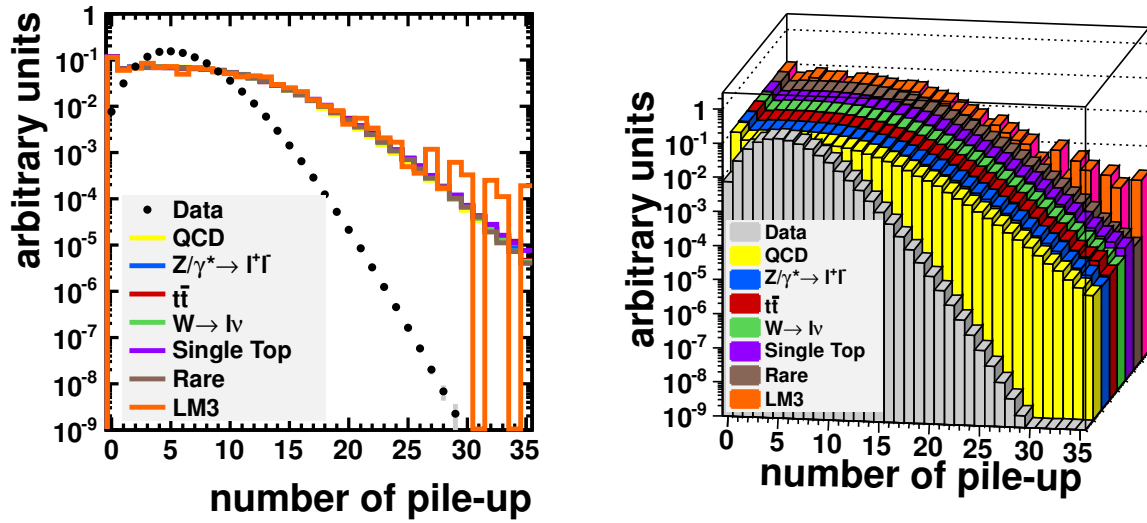 arbitrary units
1
10⁻¹
10⁻²
10⁻³
10⁻⁴
10⁻⁵
10⁻⁶
10⁻⁷
10⁻⁸
10⁻⁹
Data
QCD
Z/γ*→ l⁺l⁻
tt̄
W→ lν
Single Top
Rare
LM3
0 5 10 15 20 25 30 35
number of pile-up
arbitrary units
1
10⁻¹
10⁻²
10⁻³
10⁻⁴
10⁻⁵
10⁻⁶
10⁻⁷
10⁻⁸
10⁻⁹
Data
QCD
Z/γ*→ l⁺l⁻
tt̄
W→ lν
Single Top
Rare
LM3
0 5 10 15 20 25 30 35
number of pile-up